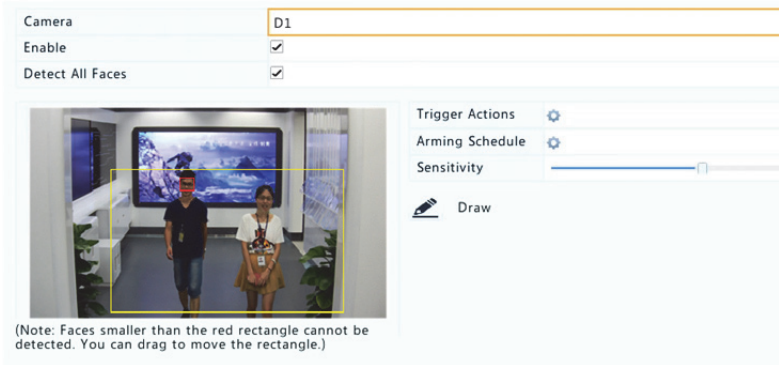 Camera D1
Enable
Detect All Faces
Trigger Actions
Arming Schedule
Sensitivity
Draw
(Note: Faces smaller than the red rectangle cannot be
detected. You can drag to move the rectangle.)